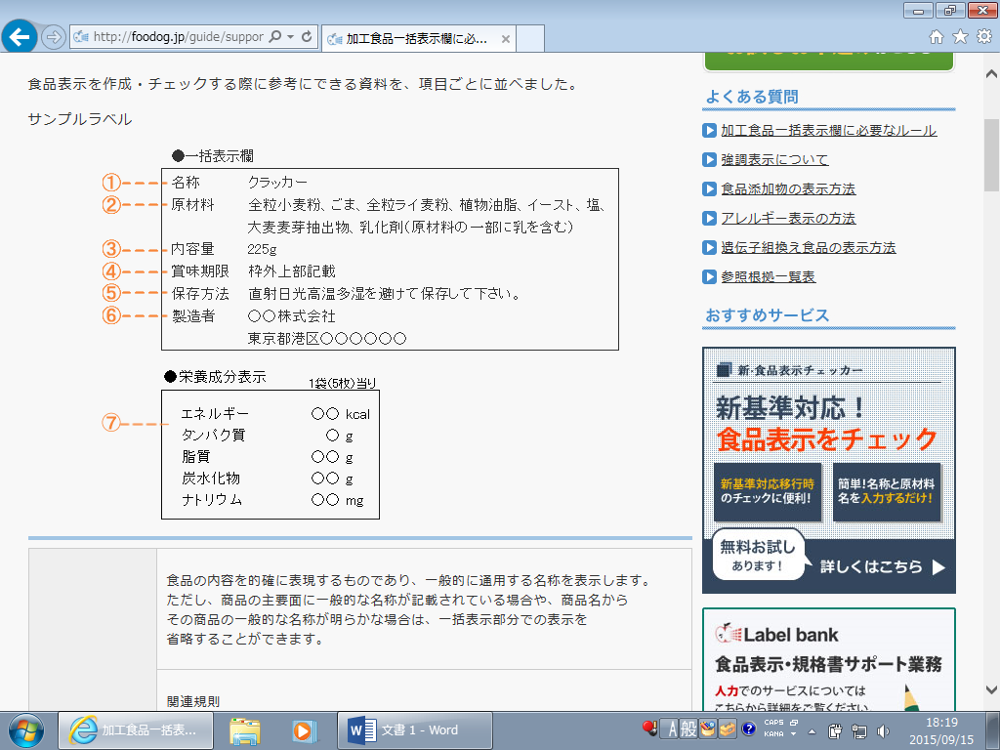 http://foodog.jp/guide/suppor
加工食品一括表示欄に必...
食品表示を作成・チェックする際に参考にできる資料を、項目ごとに並べました。
サンプルラベル
●一括表示欄
① 名称 クラッカー
② 原材料 全粒小麦粉、ごま、全粒ライ麦粉、植物油脂、イースト、塩、
大麦麦芽抽出物、乳化剤(原材料の一部に乳を含む)
③ 内容量 225g
④ 賞味期限 枠外上部記載
⑤ 保存方法 直射日光高温多湿を避けて保存して下さい。
⑥ 製造者 〇〇株式会社
東京都港区〇〇〇〇〇〇
●栄養成分表示 1袋(5枚)当り
エネルギー 〇〇 kcal
⑦ タンパク質 〇 g
脂質 〇〇 g
炭水化物 〇〇 g
ナトリウム 〇〇 mg
食品の内容を的確に表現するものであり、一般的に通用する名称を表示します。
ただし、商品の主要面に一般的な名称が記載されている場合や、商品名から
その商品の一般的な名称が明らかな場合は、一括表示部分での表示を
省略することができます。
関連規則
よくある質問
加工食品一括表示欄に必要なルール
強調表示について
食品添加物の表示方法
アレルギー表示の方法
遺伝子組換え食品の表示方法
参照根拠一覧表
おすすめサービス
新・食品表示チェッカー
新基準対応!
食品表示をチェック
新基準対応移行時
のチェックに便利!
簡単!名称と原材料
名を入力するだけ!
無料お試し
あります!
詳しくはこちら
Label bank
食品表示・規格書サポート業務
人力でのサービスについては
こちらから詳細をご覧ください。
加工食品一括表...
文書 1 - Word
A 般
CAPS
KANA
18:19
2015/09/15